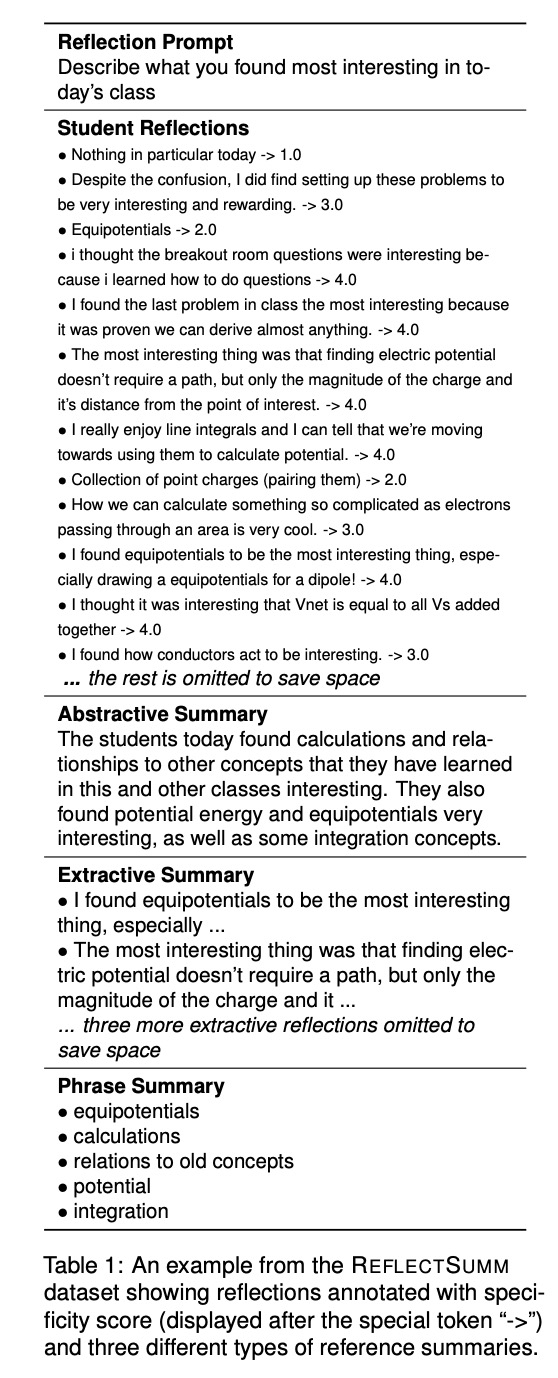 Reflection Prompt
Describe what you found most interesting in to-
day's class
Student Reflections
● Nothing in particular today -> 1.0
● Despite the confusion, I did find setting up these problems to
be very interesting and rewarding. -> 3.0
● Equipotentials -> 2.0
● i thought the breakout room questions were interesting be-
cause i learned how to do questions -> 4.0
● I found the last problem in class the most interesting because
it was proven we can derive almost anything. -> 4.0
● The most interesting thing was that finding electric potential
doesn't require a path, but only the magnitude of the charge and
it's distance from the point of interest. -> 4.0
● I really enjoy line integrals and I can tell that we're moving
towards using them to calculate potential. -> 4.0
● Collection of point charges (pairing them) -> 2.0
● How we can calculate something so complicated as electrons
passing through an area is very cool. -> 3.0
● I found equipotentials to be the most interesting thing, espe-
cially drawing a equipotentials for a dipole! -> 4.0
● I thought it was interesting that Vnet is equal to all Vs added
together -> 4.0
● I found how conductors act to be interesting. -> 3.0
... the rest is omitted to save space
Abstractive Summary
The students today found calculations and rela-
tionships to other concepts that they have learned
in this and other classes interesting. They also
found potential energy and equipotentials very
interesting, as well as some integration concepts.
Extractive Summary
● I found equipotentials to be the most interesting
thing, especially ...
● The most interesting thing was that finding elec-
tric potential doesn't require a path, but only the
magnitude of the charge and it ...
... three more extractive reflections omitted to
save space
Phrase Summary
● equipotentials
● calculations
● relations to old concepts
● potential
● integration
Table 1: An example from the REFLECTSUMM
dataset showing reflections annotated with speci-
ficity score (displayed after the special token "->")
and three different types of reference summaries.